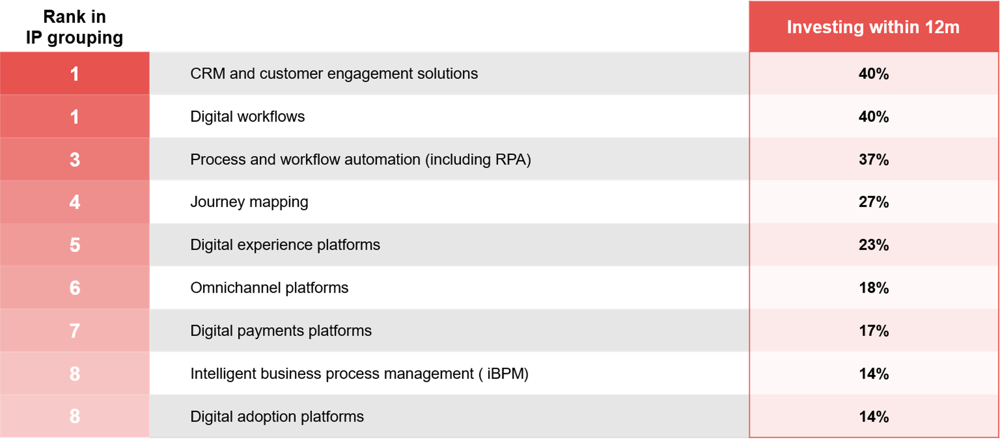 Rank in
IP grouping
Investing within 12m
1 CRM and customer engagement solutions 40%
1 Digital workflows 40%
3 Process and workflow automation (including RPA) 37%
4 Journey mapping 27%
5 Digital experience platforms 23%
6 Omnichannel platforms 18%
7 Digital payments platforms 17%
8 Intelligent business process management ( iBPM) 14%
8 Digital adoption platforms 14%